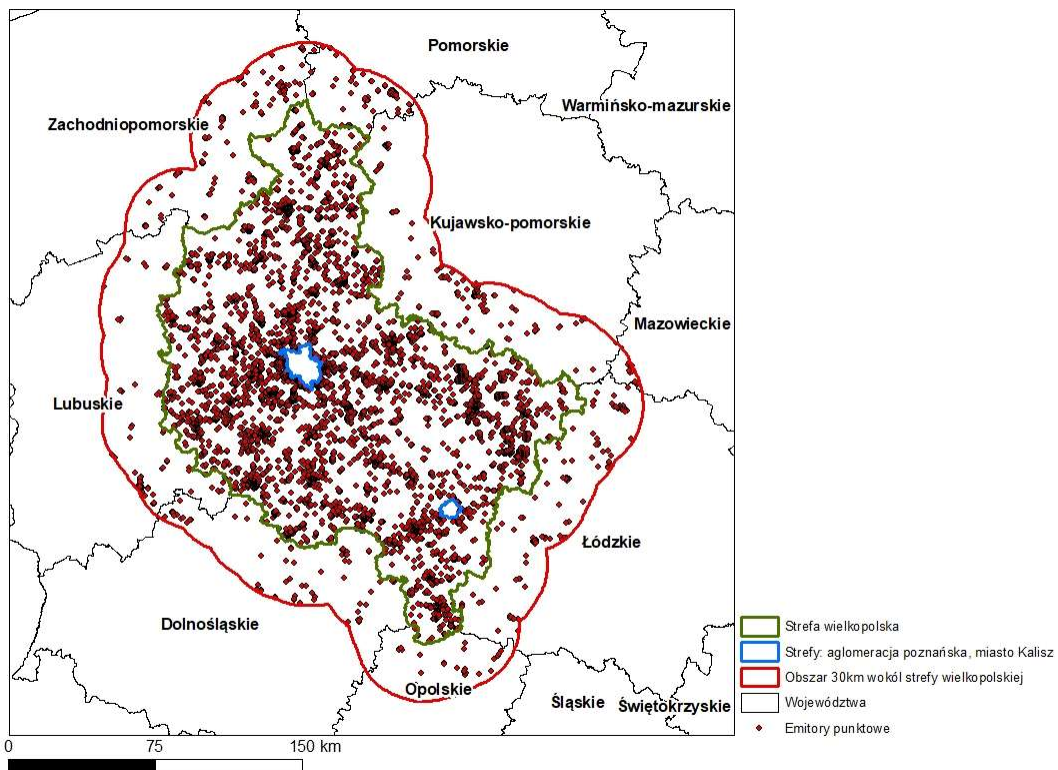 Pomorskie
Warmińsko-mazurskie
Zachodniopomorskie
Kujawsko-pomorskie
Mazowieckie
Lubuskie
Łódzkie
Dolnośląskie
Opolskie
Śląskie
Świętokrzyskie
Strefa wielkopolska
Strefy: aglomeracja poznańska, miasto Kalisz
Obszar 30km wokól strefy wielkopolskiej
Województwa
Emitory punktowe
0 75 150 km